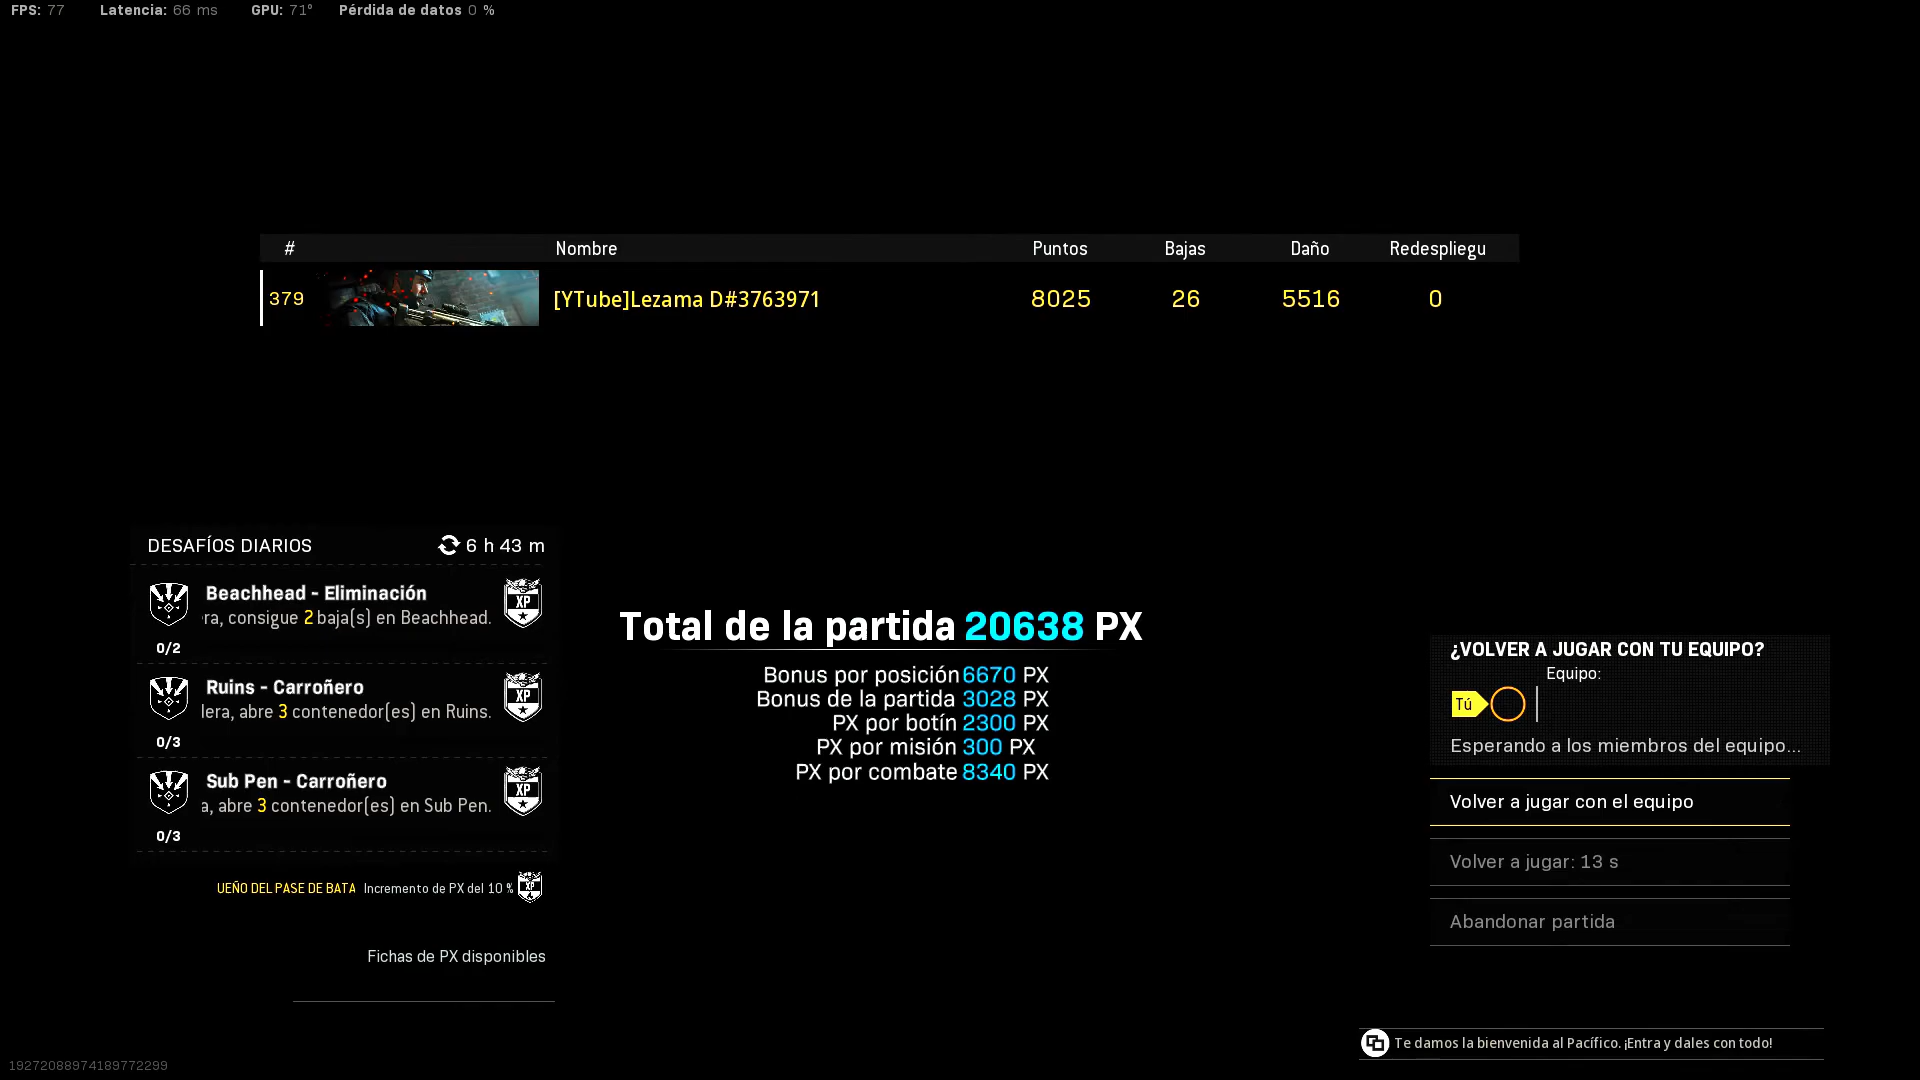 FPS: 77 Latencia: 66 ms GPU: 71° Pérdida de datos 0 %
# Nombre Puntos Bajas Daño Redespliegu
379 [YTube]Lezama D#3763971 8025 26 5516 0
DESAFÍOS DIARIOS 6 h 43 m
Beachhead - Eliminación
ra, consigue 2 baja(s) en Beachhead.
XP
0/2
Ruins - Carroñero
lera, abre 3 contenedor(es) en Ruins.
XP
0/3
Sub Pen - Carroñero
a, abre 3 contenedor(es) en Sub Pen.
XP
0/3
UEÑO DEL PASE DE BATA Incremento de PX del 10 % XP
Fichas de PX disponibles
Total de la partida 20638 PX
Bonus por posición 6670 PX
Bonus de la partida 3028 PX
PX por botín 2300 PX
PX por misión 300 PX
PX por combate 8340 PX
¿VOLVER A JUGAR CON TU EQUIPO?
Equipo:
Tú
Esperando a los miembros del equipo...
Volver a jugar con el equipo
Volver a jugar: 13 s
Abandonar partida
Te damos la bienvenida al Pacífico. ¡Entra y dales con todo!
19272088974189772299